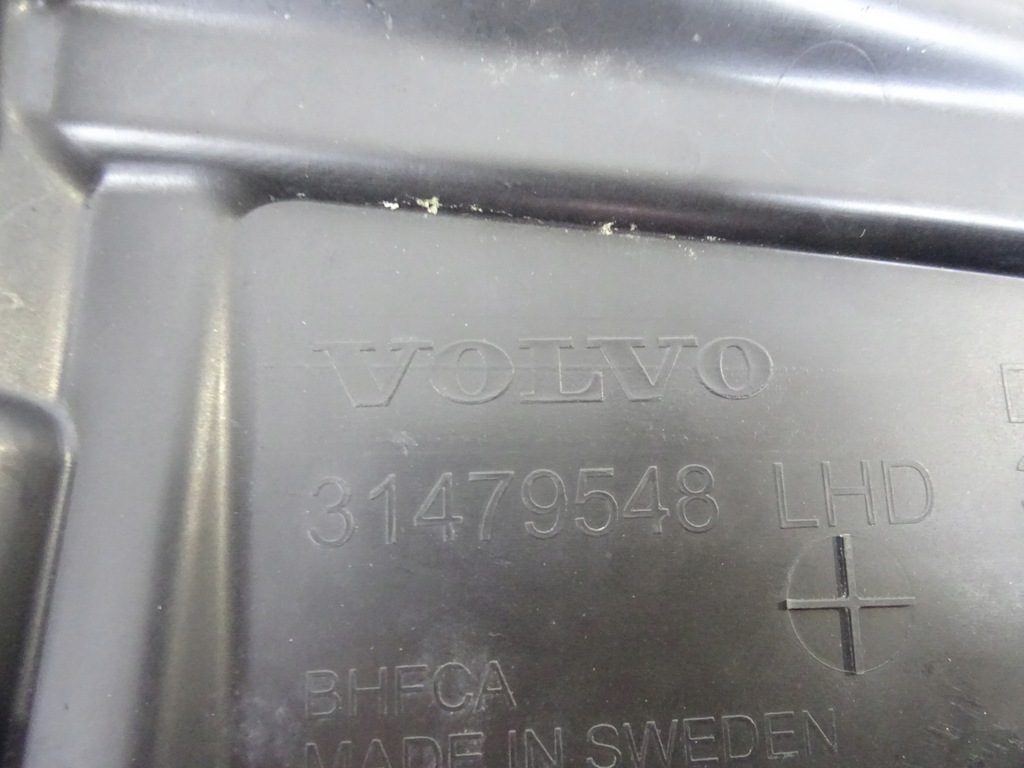 VOLVO
31479548 LHD
BHFCA
MADE IN SWEDEN